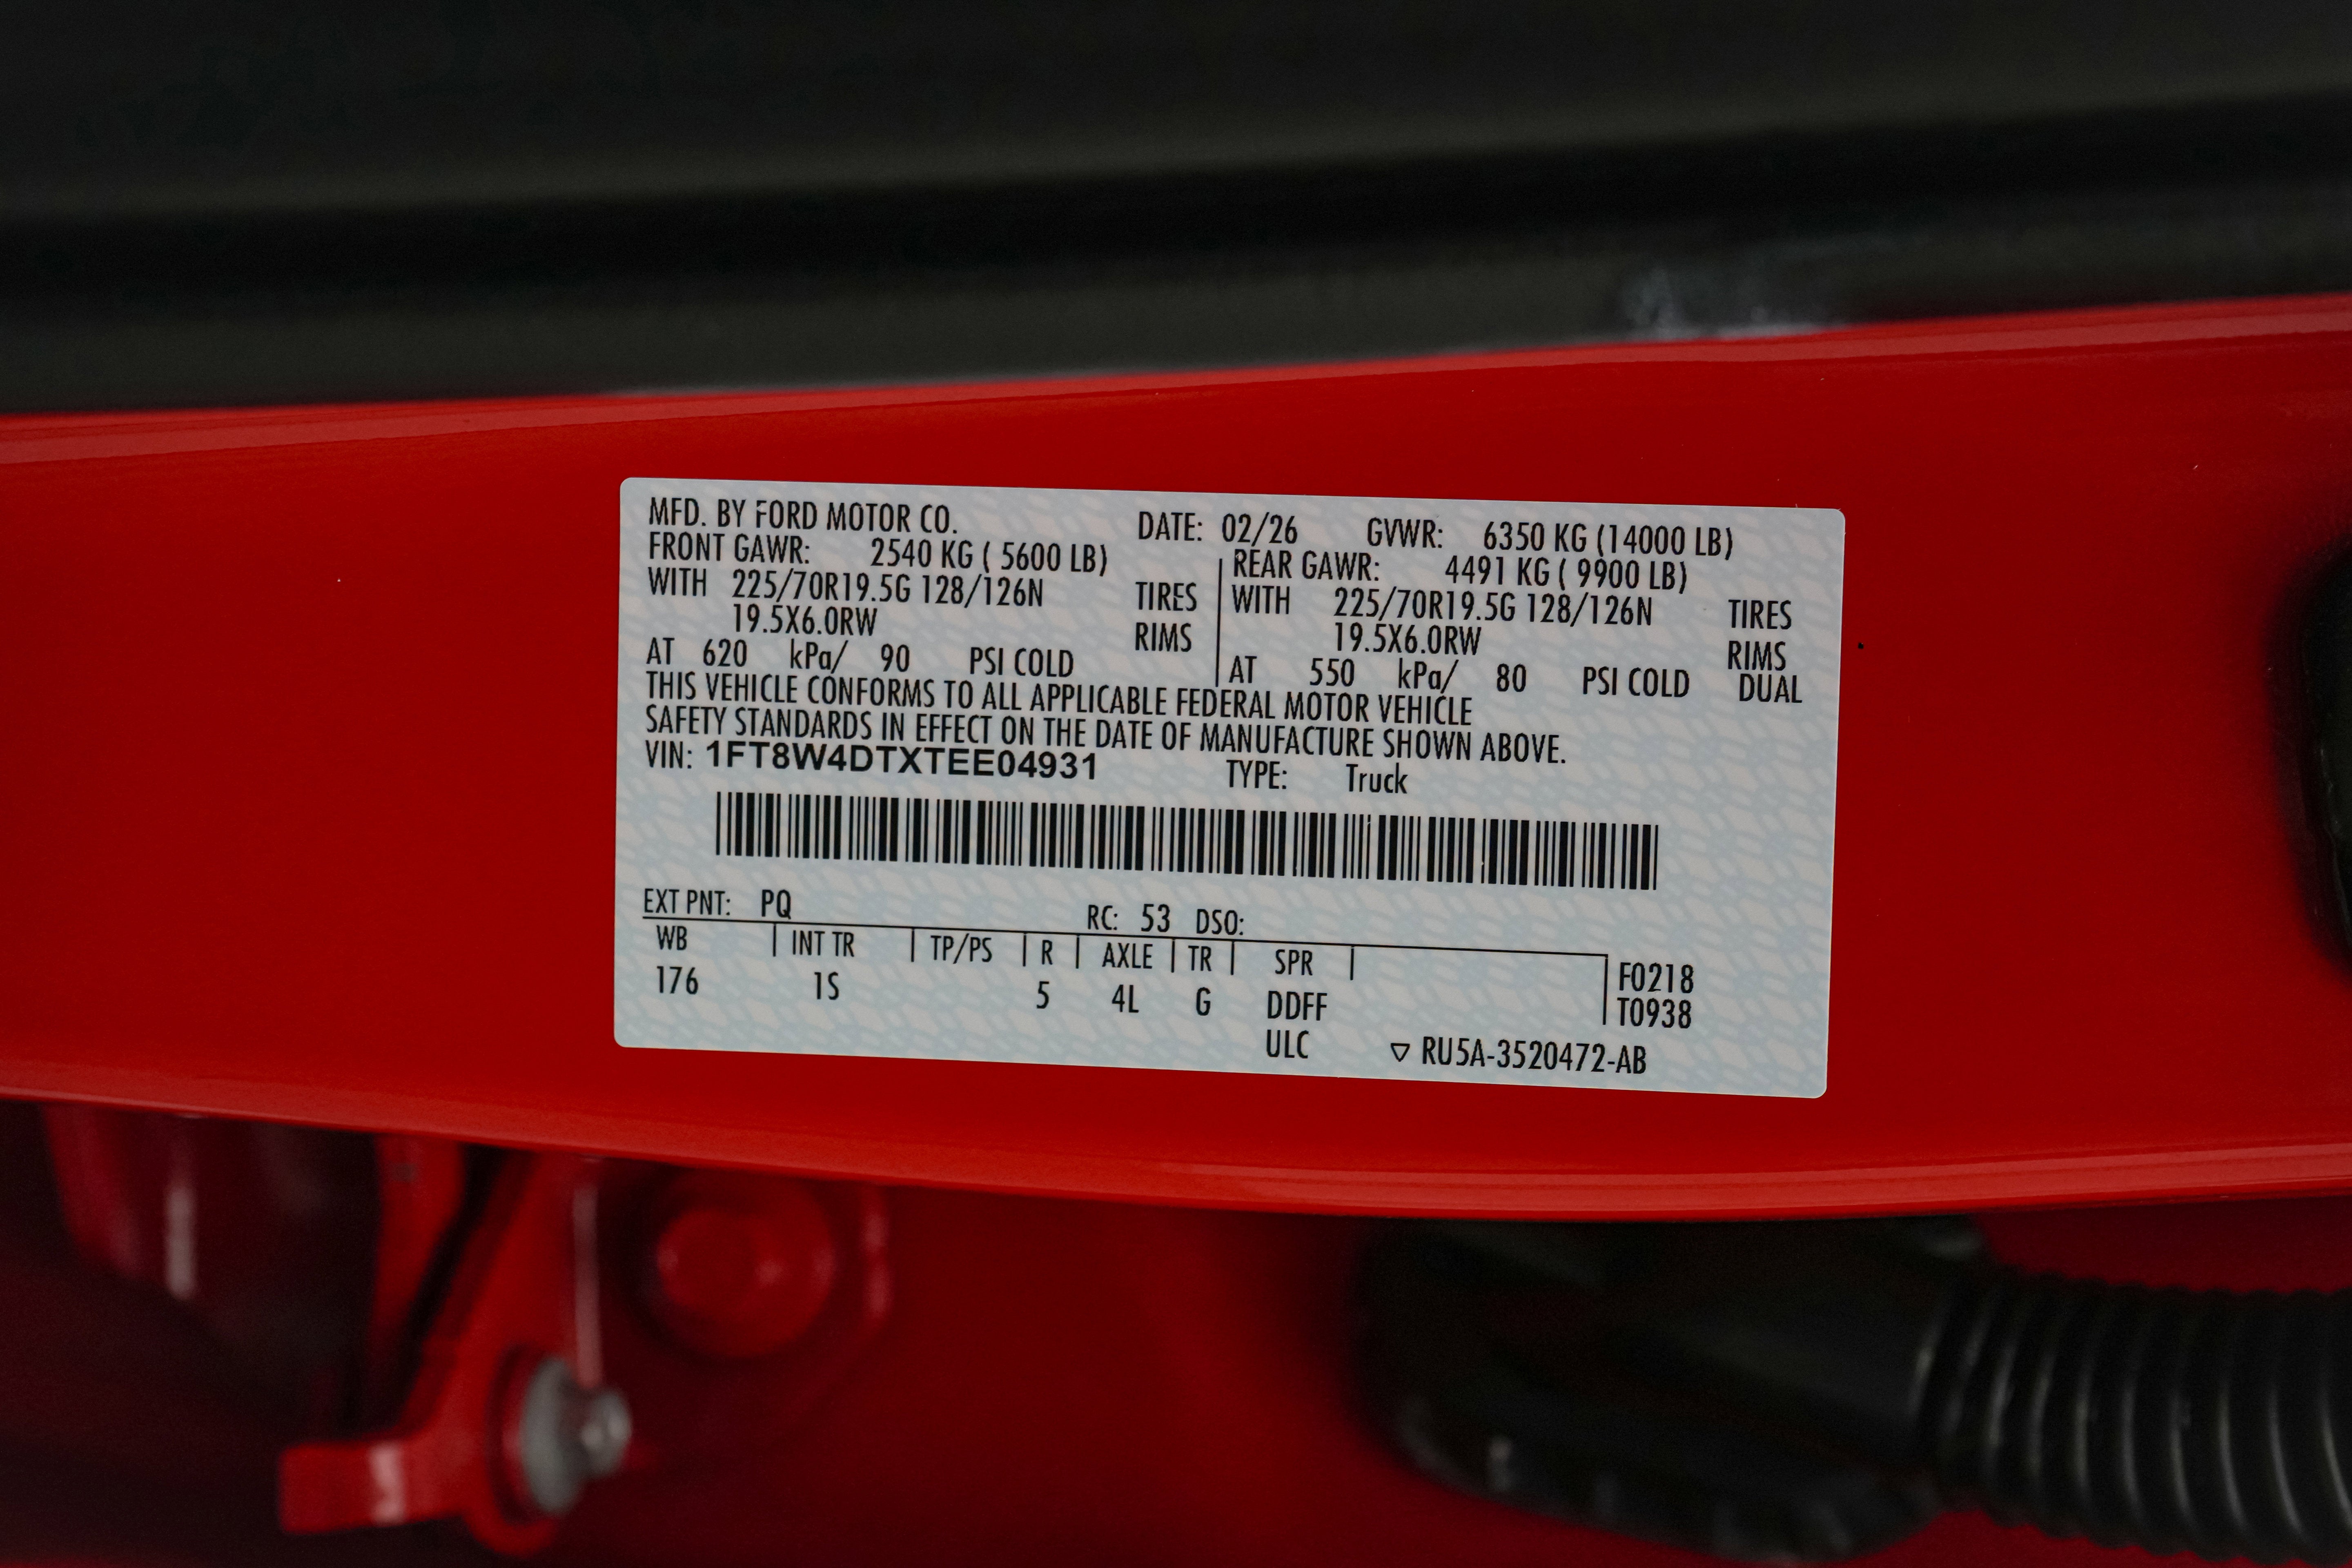 MFD. BY FORD MOTOR CO. DATE: 02/26 GVWR: 6350 KG (14000 LB)
FRONT GAWR: 2540 KG ( 5600 LB) REAR GAWR: 4491 KG ( 9900 LB)
WITH 225/70R19.5G 128/126N TIRES WITH 225/70R19.5G 128/126N TIRES
19.5X6.0RW RIMS 19.5X6.0RW RIMS
AT 620 kPa/ 90 PSI COLD AT 550 kPa/ 80 PSI COLD DUAL
THIS VEHICLE CONFORMS TO ALL APPLICABLE FEDERAL MOTOR VEHICLE
SAFETY STANDARDS IN EFFECT ON THE DATE OF MANUFACTURE SHOWN ABOVE.
VIN: 1FT8W4DTXTEE04931 TYPE: Truck
EXT PNT: PQ RC: 53 DSO:
WB INT TR TP/PS R AXLE TR SPR F0218
176 1S 5 4L G DDFF T0938
ULC ▽ RU5A-3520472-AB